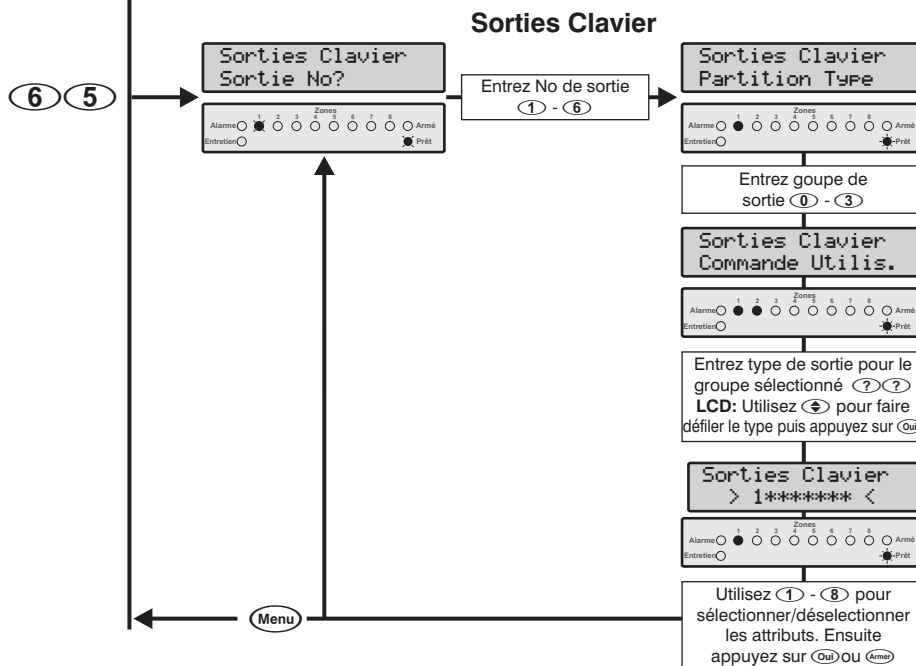 Sorties Clavier
6 5
Sorties Clavier
Sortie No?
Zones
1 2 3 4 5 6 7 8
Alarme
Armé
Entretien
Prêt
Entrez No de sortie
1 - 6
Sorties Clavier
Partition Type
Zones
1 2 3 4 5 6 7 8
Alarme
Armé
Entretien
Prêt
Entrez goupe de
sortie 0 - 3
Sorties Clavier
Commande Utilis.
Zones
1 2 3 4 5 6 7 8
Alarme
Armé
Entretien
Prêt
Entrez type de sortie pour le
groupe sélectionné ? ?
LCD: Utilisez pour faire
défiler le type puis appuyez sur Oui
Sorties Clavier
> 1******* <
Zones
1 2 3 4 5 6 7 8
Alarme
Armé
Entretien
Prêt
Utilisez 1 - 8 pour
sélectionner/déselectionner
les attributs. Ensuite
appuyez sur Oui ou Armer
Menu